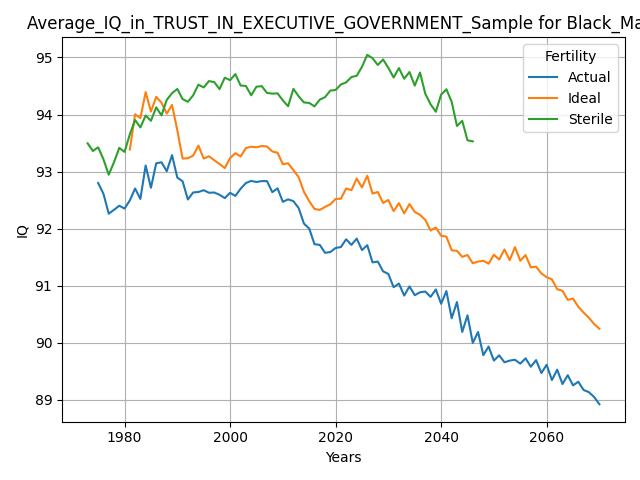 Average_IQ_in_TRUST_IN_EXECUTIVE_GOVERNMENT_Sample for Black_Ma
95
94
93
92
91
90
89
IQ
Fertility
Actual
Ideal
Sterile
1980
2000
2020
2040
2060
Years